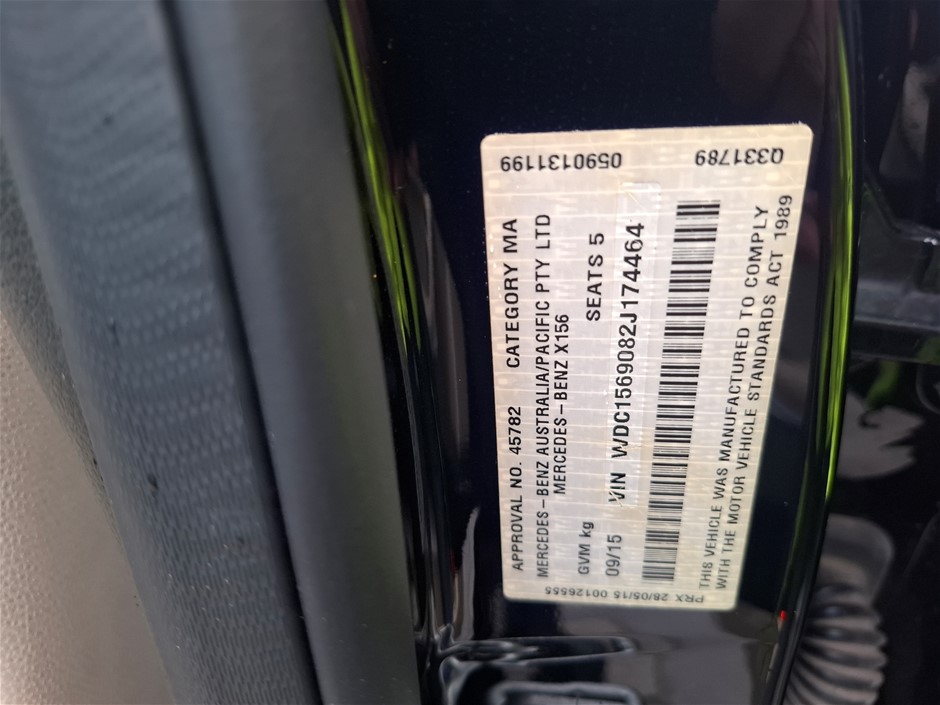 APPROVAL NO. 45782 CATEGORY MA
MERCEDES-BENZ AUSTRALIA/PACIFIC PTY LTD
MERCEDES-BENZ X156
GVM kg SEATS 5
09/15 VIN WDC1569082J174464
THIS VEHICLE WAS MANUFACTURED TO COMPLY
WITH THE MOTOR VEHICLE STANDARDS ACT 1989
0590131199
Q331789
PRX 28/05/15 00126555